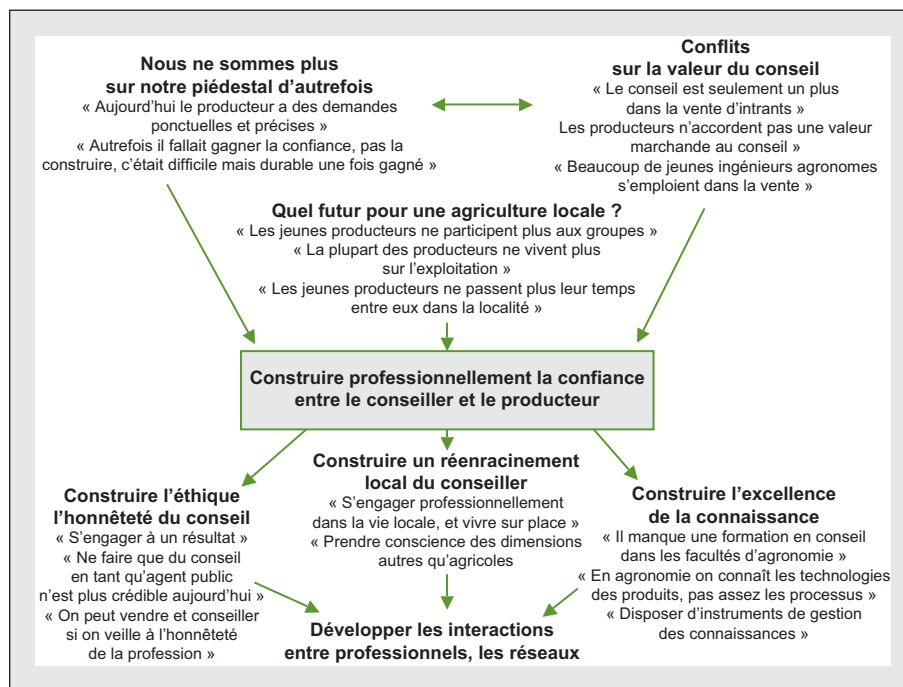 Nous ne sommes plus
sur notre piédestal d'autrefois
« Aujourd'hui le producteur a des demandes
ponctuelles et précises »
« Autrefois il fallait gagner la confiance, pas la
construire, c'était difficile mais durable une fois gagné »
Conflits
sur la valeur du conseil
« Le conseil est seulement un plus
dans la vente d'intrants »
Les producteurs n'accordent pas une valeur
marchande au conseil »
« Beaucoup de jeunes ingénieurs agronomes
s'emploient dans la vente »
Quel futur pour une agriculture locale ?
« Les jeunes producteurs ne participent plus aux groupes »
« La plupart des producteurs ne vivent plus
sur l'exploitation »
« Les jeunes producteurs ne passent plus leur temps
entre eux dans la localité »
Construire professionnellement la confiance
entre le conseiller et le producteur
Construire l'éthique
l'honnêteté du conseil
« S'engager à un résultat »
« Ne faire que du conseil
en tant qu'agent public
n'est plus crédible aujourd'hui »
« On peut vendre et conseiller
si on veille à l'honnêteté
de la profession »
Construire un réenracinement
local du conseiller
« S'engager professionnellement
dans la vie locale, et vivre sur place »
« Prendre conscience des dimensions
autres qu'agricoles
Construire l'excellence
de la connaissance
« Il manque une formation en conseil
dans les facultés d'agronomie »
« En agronomie on connaît les technologies
des produits, pas assez les processus »
« Disposer d'instruments de gestion
des connaissances »
Développer les interactions
entre professionnels, les réseaux